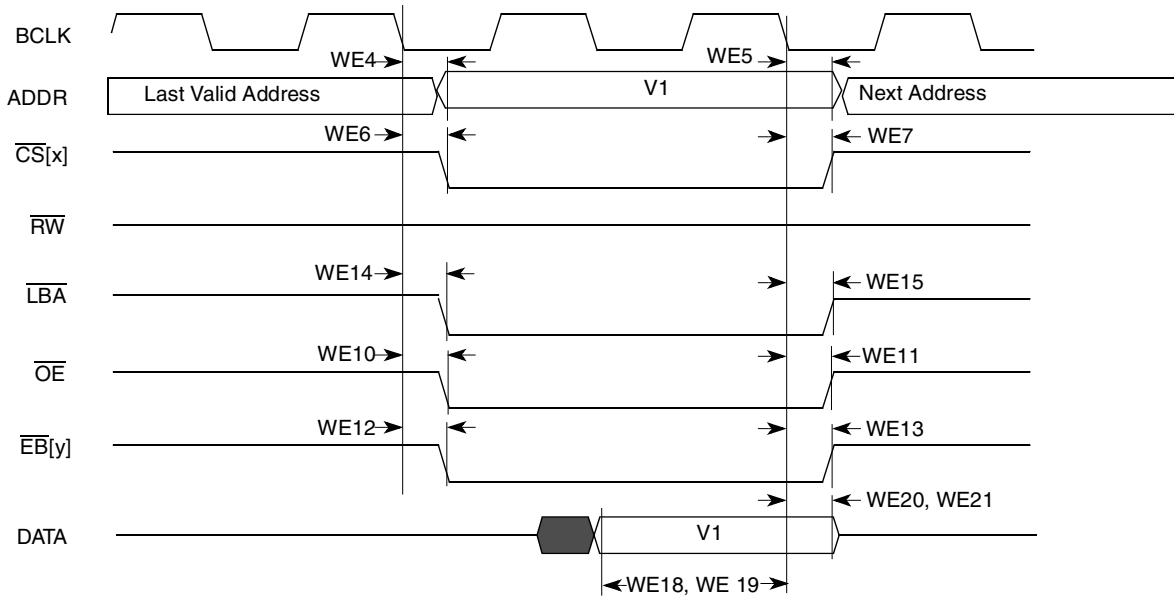 BCLK
WE4
WE5
ADDR
Last Valid Address
V1
Next Address
WE6
WE7
CS[x]
RW
WE14
WE15
LBA
WE10
WE11
OE
WE12
WE13
EB[y]
WE20, WE21
DATA
V1
WE18, WE 19